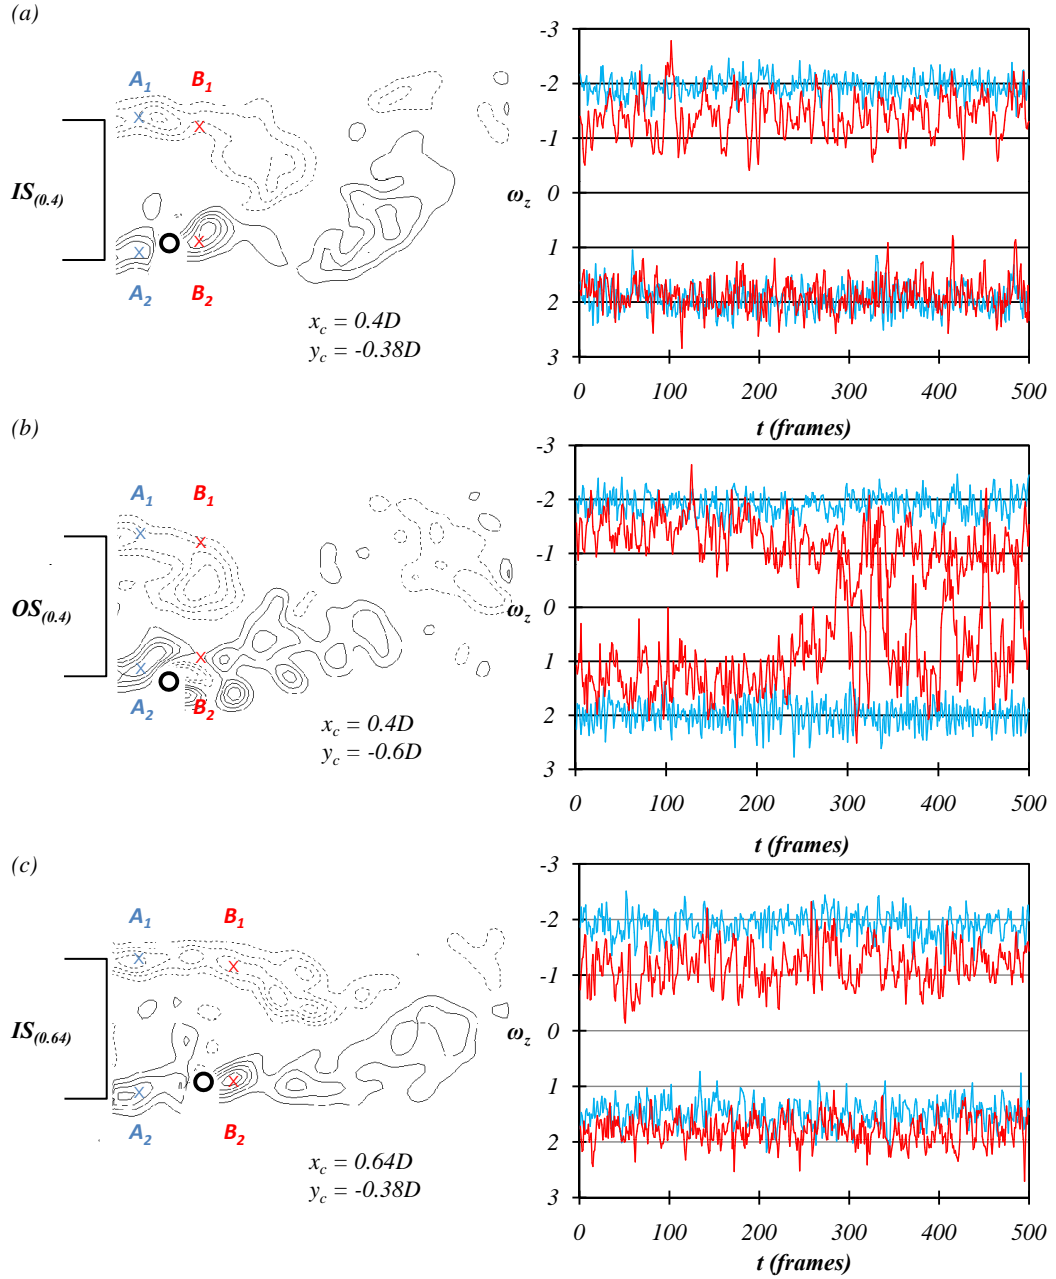 (a)
A1 B1
IS(0.4)
A2 B2
xc = 0.4D
yc = -0.38D
-3
-2
-1
0
1
2
3
ωz
0 100 200 300 400 500
t (frames)
(b)
A1 B1
OS(0.4)
A2 B2
xc = 0.4D
yc = -0.6D
-3
-2
-1
0
1
2
3
ωz
0 100 200 300 400 500
t (frames)
(c)
A1 B1
IS(0.64)
A2 B2
xc = 0.64D
yc = -0.38D
-3
-2
-1
0
1
2
3
ωz
0 100 200 300 400 500
t (frames)